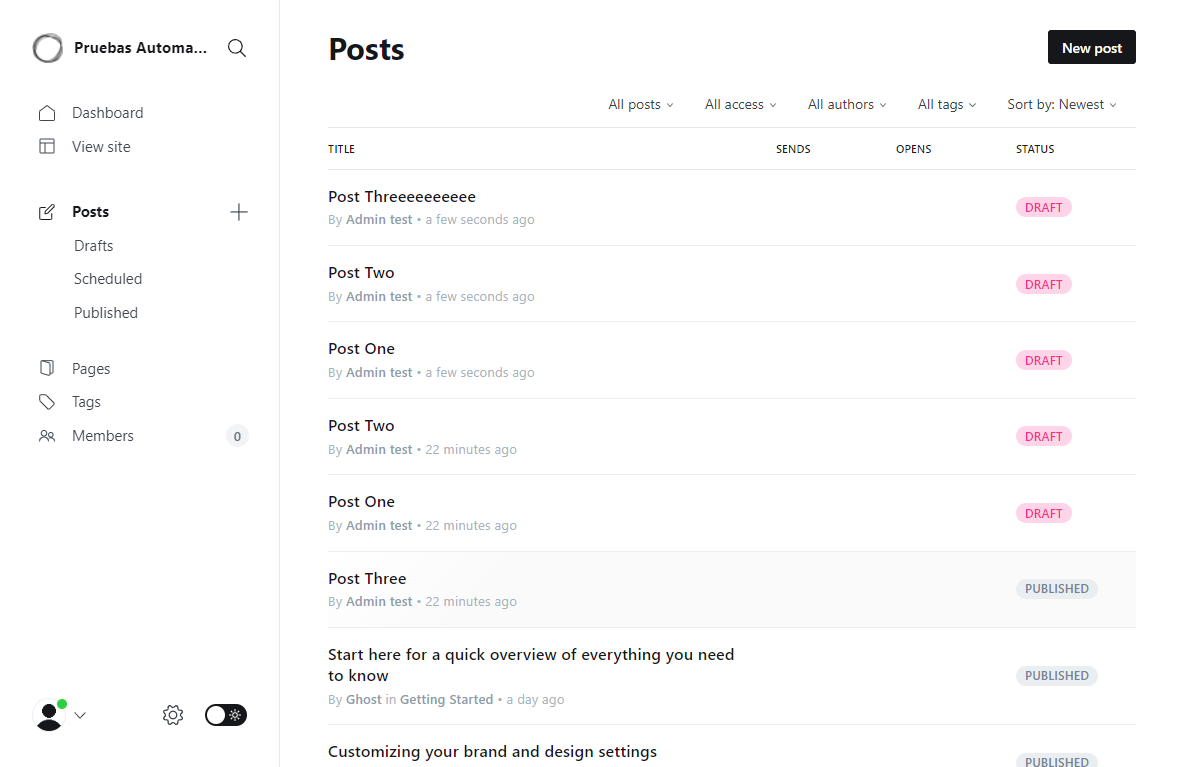 Pruebas Automa...
Dashboard
View site
Posts
Drafts
Scheduled
Published
Pages
Tags
Members 0
Posts
New post
All posts All access All authors All tags Sort by: Newest
TITLE SENDS OPENS STATUS
Post Threeeeeeeeee
By Admin test • a few seconds ago
DRAFT
Post Two
By Admin test • a few seconds ago
DRAFT
Post One
By Admin test • a few seconds ago
DRAFT
Post Two
By Admin test • 22 minutes ago
DRAFT
Post One
By Admin test • 22 minutes ago
DRAFT
Post Three
By Admin test • 22 minutes ago
PUBLISHED
Start here for a quick overview of everything you need
to know
By Ghost in Getting Started • a day ago
PUBLISHED
Customizing your brand and design settings
PUBLISHED